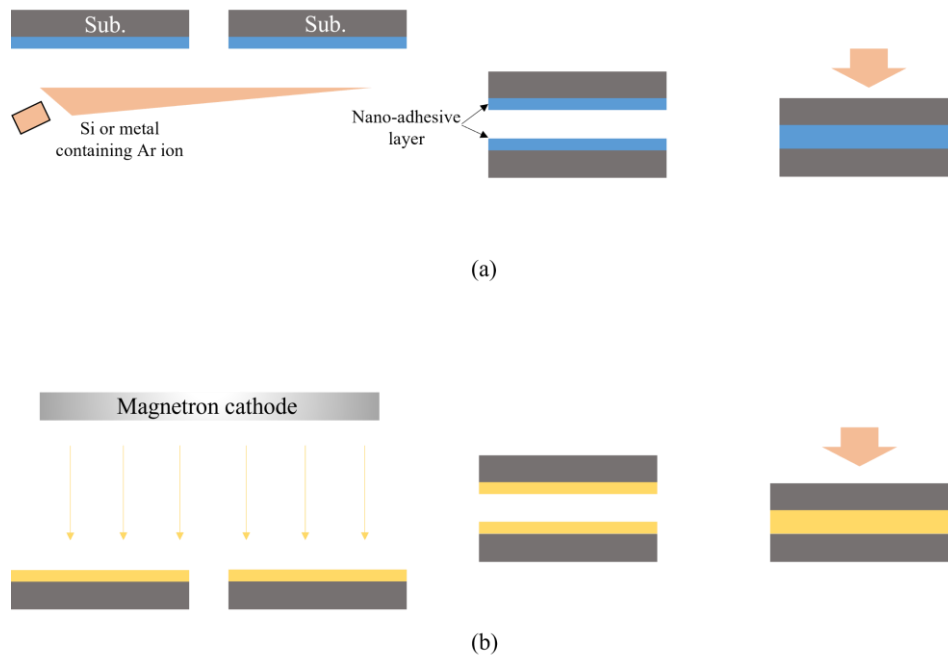 Sub.
Sub.
Si or metal
containing Ar ion
Nano-adhesive
layer
(a)
Magnetron cathode
(b)